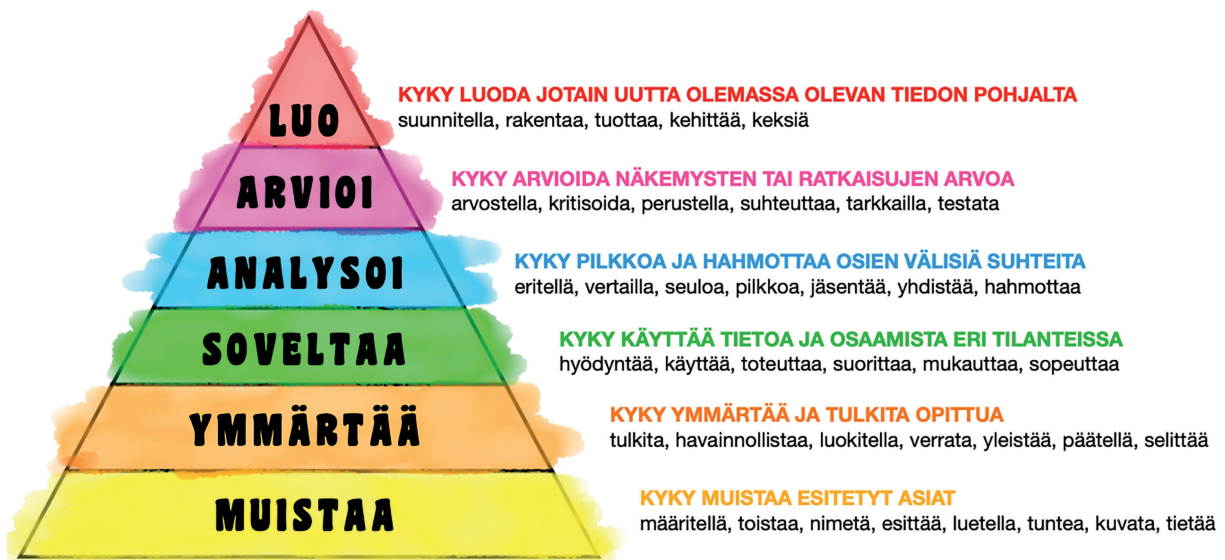 LUO
KYKY LUODA JOTAIN UUTTA OLEMASSA OLEVAN TIEDON POHJALTA
suunnitella, rakentaa, tuottaa, kehittää, keksiä
ARVIOI
KYKY ARVIOIDA NÄKEMYSTEN TAI RATKAISUJEN ARVOA
arvostella, kritisoida, perustella, suhteuttaa, tarkkailla, testata
ANALYSOI
KYKY PILKKOA JA HAHMOTTAA OSIEN VÄLISIÄ SUHTEITA
eritellä, vertailla, seuloa, pilkkoa, jäsentää, yhdistää, hahmottaa
SOVELTAA
KYKY KÄYTTÄÄ TIETOA JA OSAAMISTA ERI TILANTEISSA
hyödyntää, käyttää, toteuttaa, suorittaa, mukauttaa, sopeuttaa
YMMÄRTÄÄ
KYKY YMMÄRTÄÄ JA TULKITA OPITTUA
tulkita, havainnollistaa, luokitella, verrata, yleistää, päätellä, selittää
MUISTAA
KYKY MUISTAA ESITETYT ASIAT
määritellä, toistaa, nimetä, esittää, luetella, tuntea, kuvata, tietää